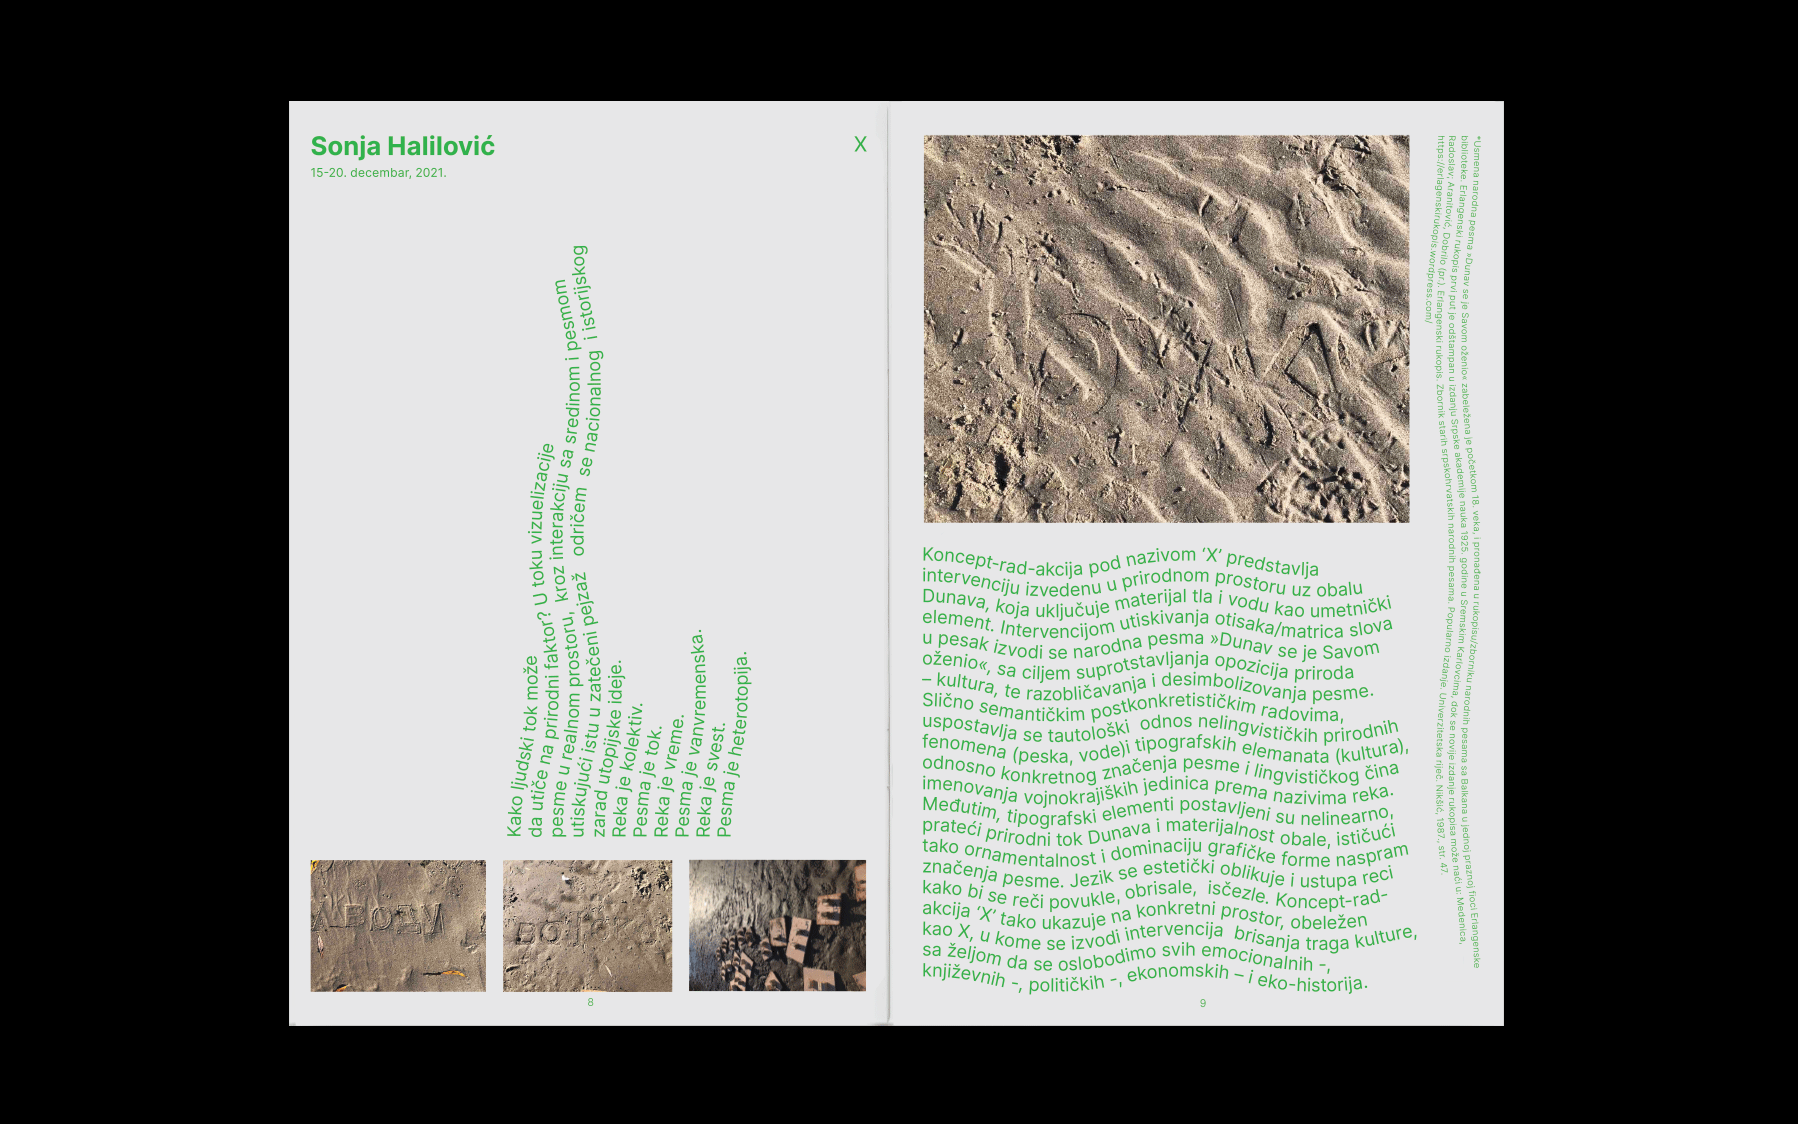 Sonja Halilović
X
15-20. decembar, 2021.
Kako ljudski tok može
da utiče na prirodni faktor? U toku vizuelizacije
pesme u realnom prostoru, kroz interakciju sa sredinom i pesmom
utiskujući istu u zatečeni pejzaž odričem se nacionalnog i istorijskog
zarad utopijske ideje.
Reka je kolektiv.
Pesma je tok.
Reka je vreme.
Pesma je vanvremenska.
Reka je svest.
Pesma je heterotopija.
8
Koncept-rad-akcija pod nazivom ‘X’ predstavlja
intervenciju izvedenu u prirodnom prostoru uz obalu
Dunava, koja uključuje materijal tla i vodu kao umetnički
element. Intervencijom utiskivanja otisaka/matrica slova
u pesak izvodi se narodna pesma »Dunav se je Savom
oženio«, sa ciljem suprotstavljanja opozicija priroda
– kultura, te razobličavanja i desimbolizovanja pesme.
Slično semantičkim postkonkretističkim radovima,
uspostavlja se tautološki odnos nelingvističkih prirodnih
fenomena (peska, vode)i tipografskih elemanata (kultura),
odnosno konkretnog značenja pesme i lingvističkog čina
imenovanja vojnokrajiških jedinica prema nazivima reka.
Međutim, tipografski elementi postavljeni su nelinearno,
prateći prirodni tok Dunava i materijalnost obale, ističući
tako ornamentalnost i dominaciju grafičke forme naspram
značenja pesme. Jezik se estetički oblikuje i ustupa reci
kako bi se reči povukle, obrisale, isčezle. Koncept-rad-
akcija ‘X’ tako ukazuje na konkretni prostor, obeležen
kao X, u kome se izvodi intervencija brisanja traga kulture,
sa željom da se oslobodimo svih emocionalnih -,
književnih -, političkih -, ekonomskih – i eko-historija.
*Usmena narodna pesma »Dunav se je Savom oženio« zabeležena je početkom 18. veka, i pronađena u rukopisu/zborniku narodnih pesama sa Balkana u jednoj praznoj fioci Erlangenske
biblioteke. Erlangenski rukopis prvi put je odštampan u izdanju Srpske akademije nauka 1925. godine u Sremskim Karlovcima, dok se novije izdanje rukopisa može naći u: Medenica,
Radoslav; Aranitović, Dobrilo (pr.). Erlangenski rukopis. Zbornik starih srpskohrvatskih narodnih pesama. Popularno izdanje. Univerzitetska riječ. Nikšić, 1987., str. 47.
https://erlangenskirukopis.wordpress.com/
9